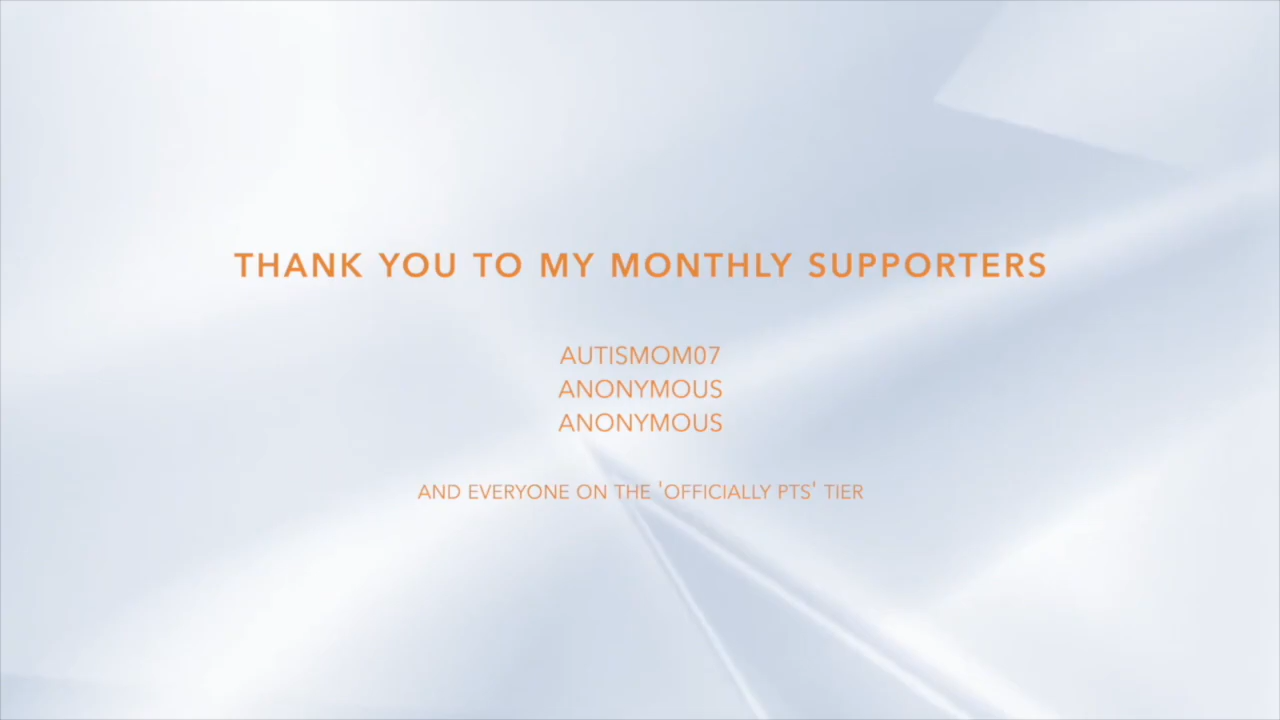 THANK YOU TO MY MONTHLY SUPPORTERS
AUTISMOM07
ANONYMOUS
ANONYMOUS
AND EVERYONE ON THE 'OFFICIALLY PTS' TIER